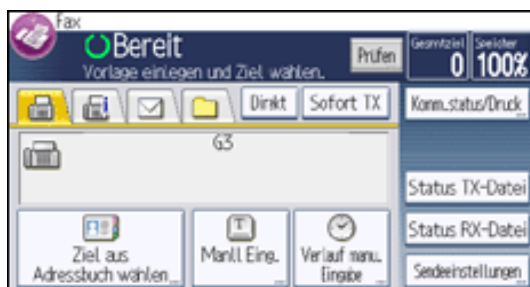 Fax
Bereit
Vorlage einlegen und Ziel wählen.
Prüfen
Gesamtziel
0
Speicher
100%
Direkt
Sofort TX
Komm.status/Druck
G3
Status TX-Datei
Ziel aus
Adressbuch wählen
Manll Eing.
Verlauf manu.
Eingabe
Status RX-Datei
Sendeeinstellungen